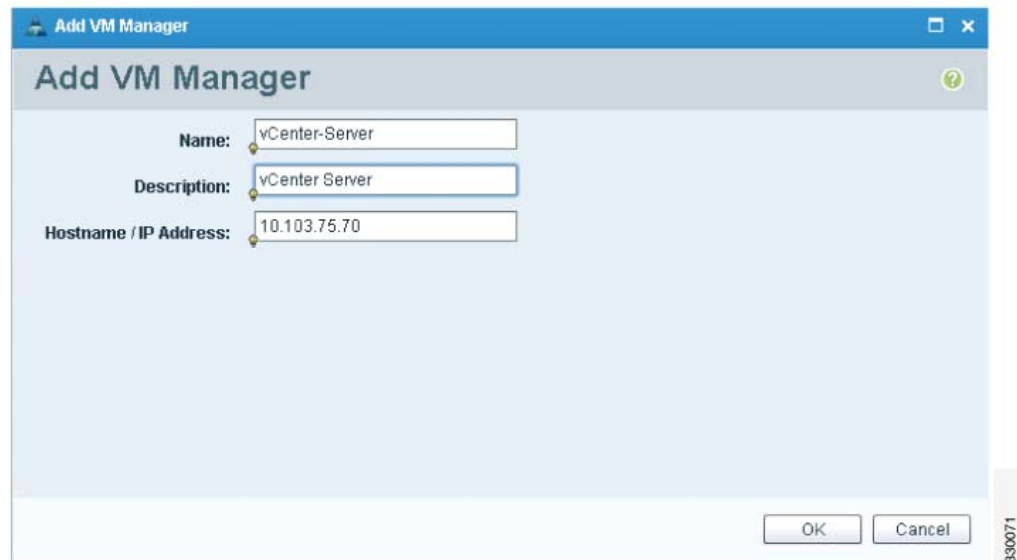 Add VM Manager
Add VM Manager
?
Name: vCenter-Server
Description: vCenter Server
Hostname / IP Address: 10.103.75.70
OK Cancel
330071